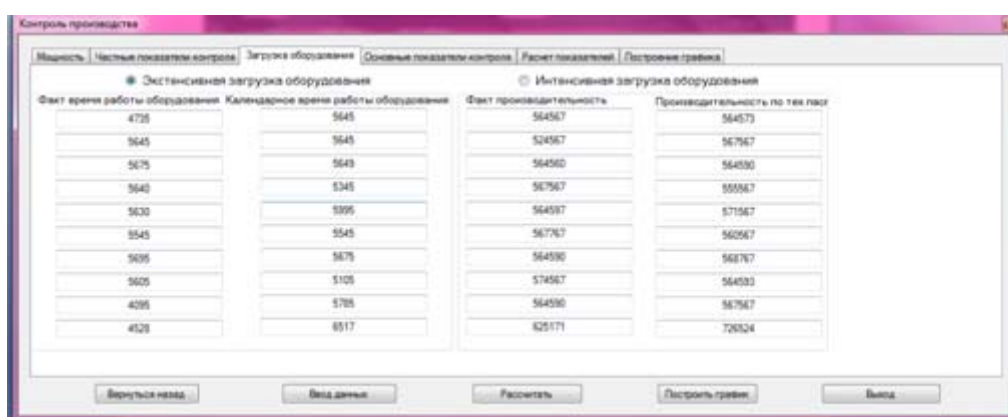 Контроль производства
Мощность Частные показатели контроля Загрузка оборудования Основные показатели контроля Расчет показателей Построение графика
Экстенсивная загрузка оборудования Интенсивная загрузка оборудования
Факт время работы оборудования Календарное время работы оборудования Факт производительность Производительность по тех пасп
4735 5645 564567 564573
5645 5645 524567 567567
5675 5649 564560 564590
5640 5345 567567 555567
5630 5995 564597 571567
5545 5545 567767 560567
5695 5675 564590 568767
5605 5105 574567 564593
4095 5785 564590 567567
4528 6517 625171 726524
Вернуться назад Ввод данных Рассчитать Построить график Выход